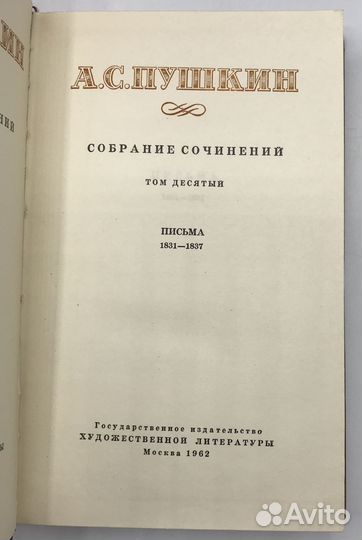 А.С.ПУШКИН
СОБРАНИЕ СОЧИНЕНИЙ
ТОМ ДЕСЯТЫЙ
ПИСЬМА
1831—1837
Государственное издательство
ХУДОЖЕСТВЕННОЙ ЛИТЕРАТУРЫ
Москва 1962
Avito